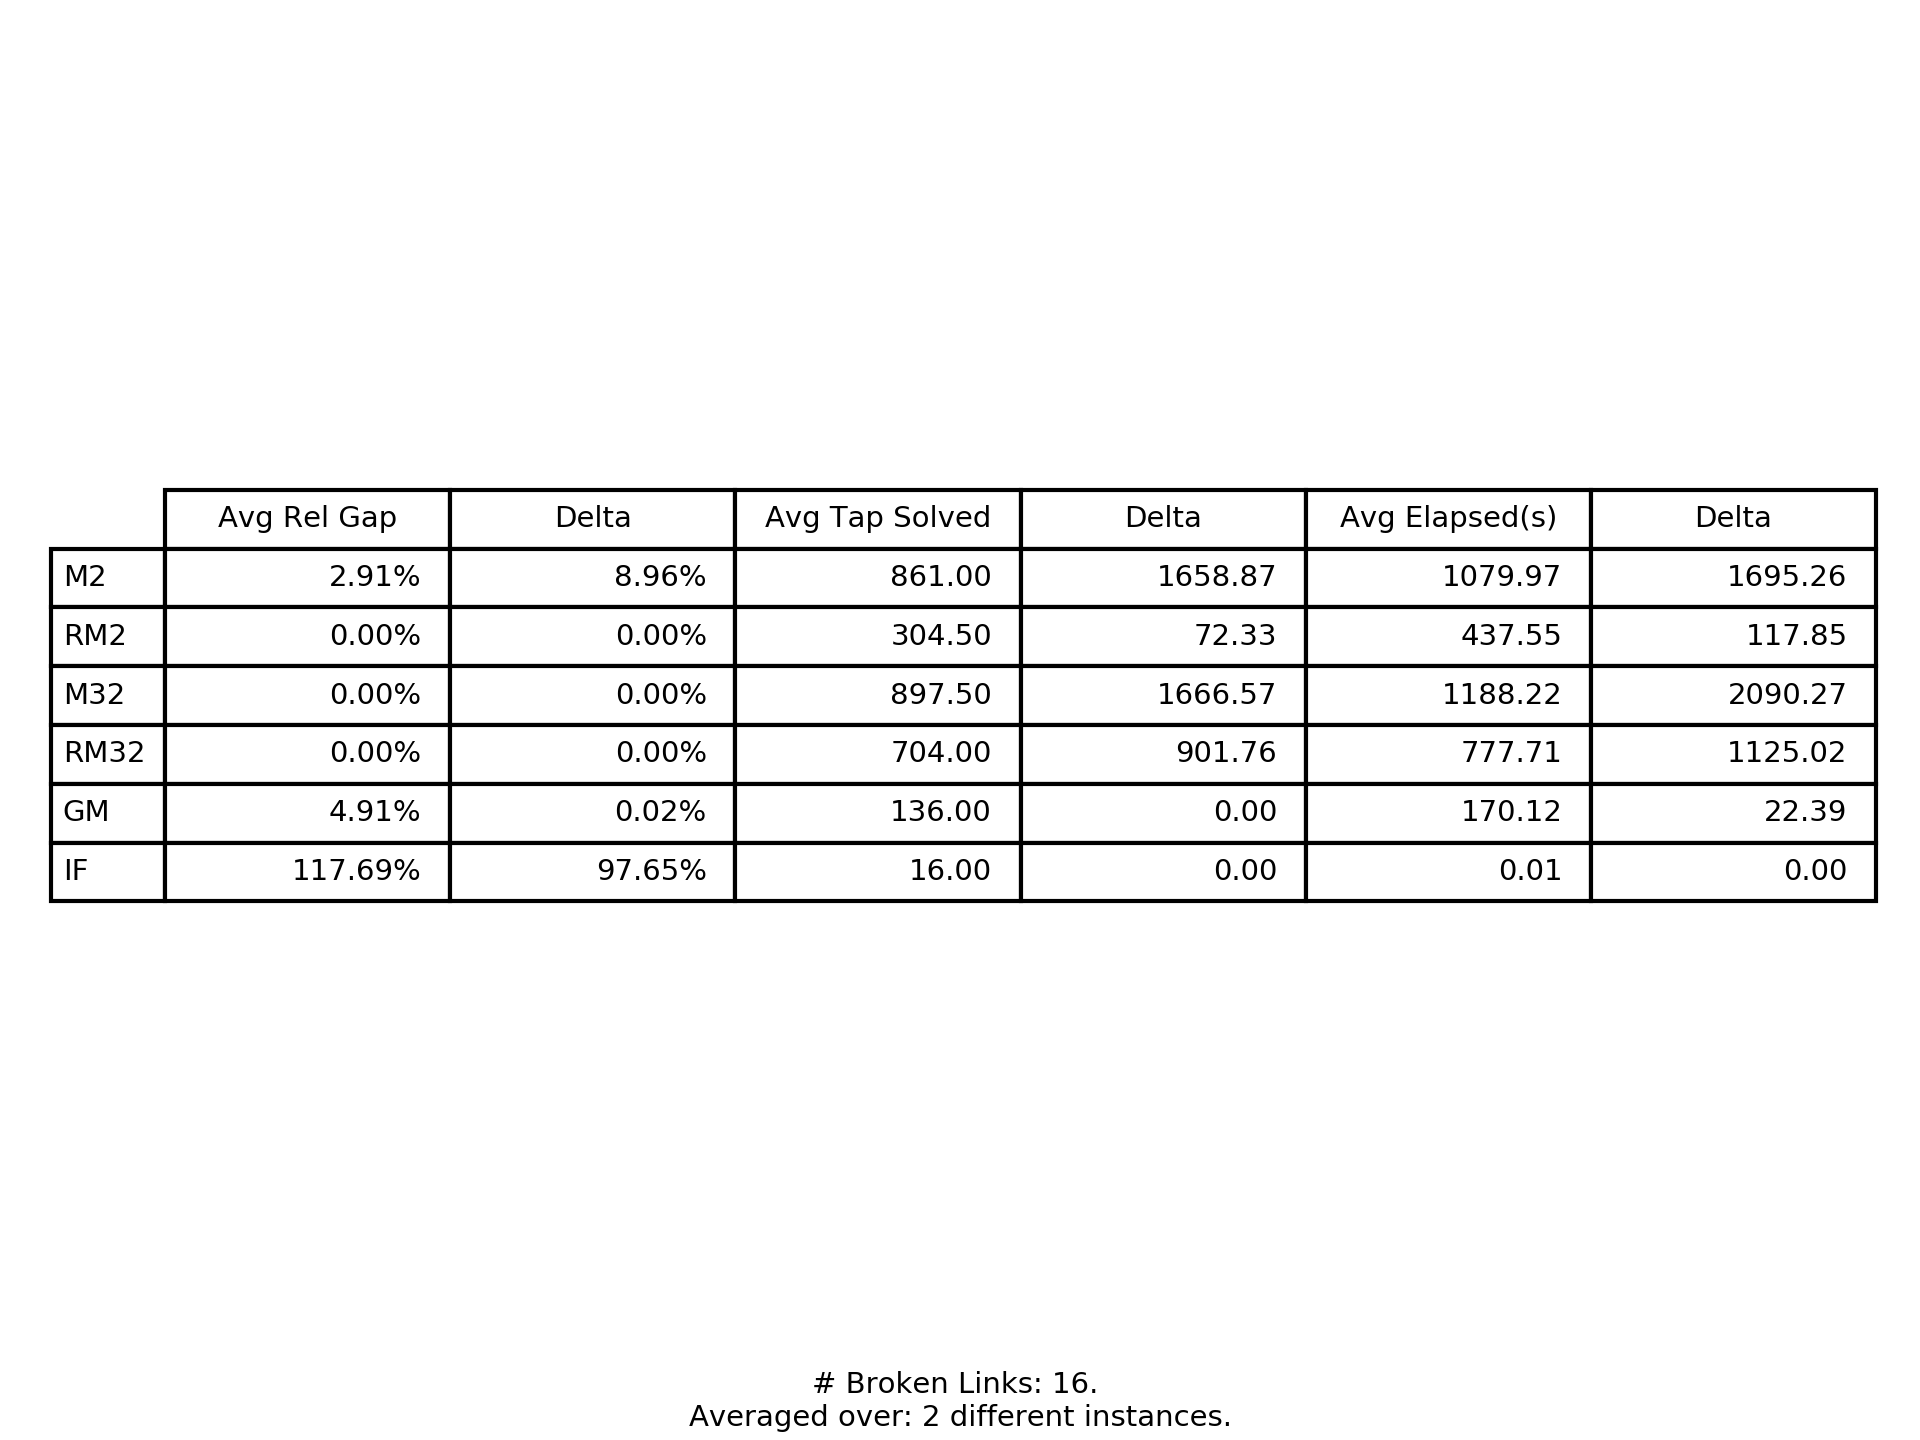 Avg Rel Gap Delta Avg Tap Solved Delta Avg Elapsed(s) Delta
M2 2.91% 8.96% 861.00 1658.87 1079.97 1695.26
RM2 0.00% 0.00% 304.50 72.33 437.55 117.85
M32 0.00% 0.00% 897.50 1666.57 1188.22 2090.27
RM32 0.00% 0.00% 704.00 901.76 777.71 1125.02
GM 4.91% 0.02% 136.00 0.00 170.12 22.39
IF 117.69% 97.65% 16.00 0.00 0.01 0.00
# Broken Links: 16.
Averaged over: 2 different instances.